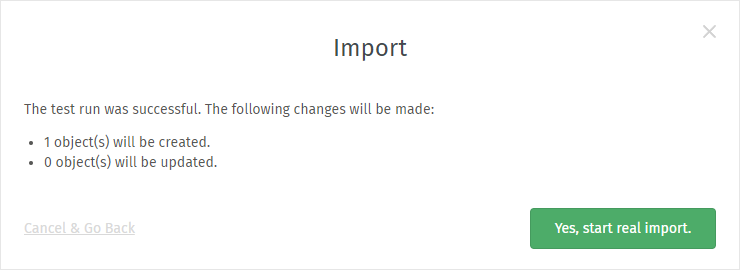 Import
The test run was successful. The following changes will be made:
1 object(s) will be created.
0 object(s) will be updated.
Cancel & Go Back
Yes, start real import.